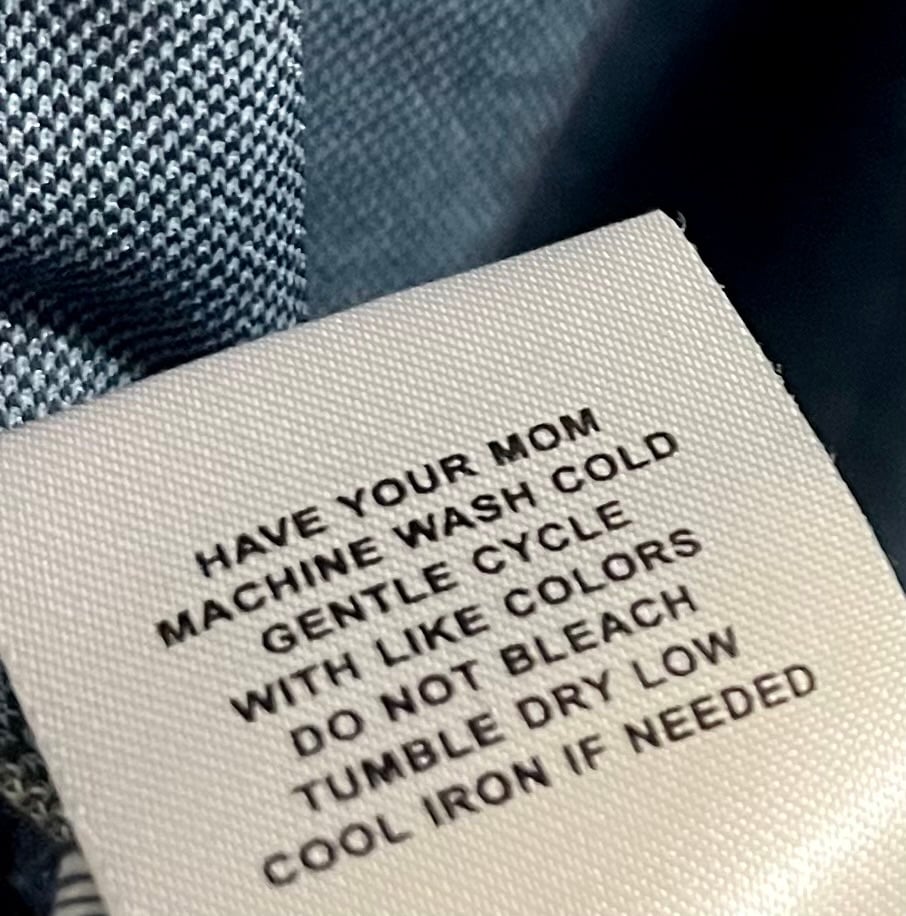 HAVE YOUR MOM
MACHINE WASH COLD
GENTLE CYCLE
WITH LIKE COLORS
DO NOT BLEACH
TUMBLE DRY LOW
COOL IRON IF NEEDED